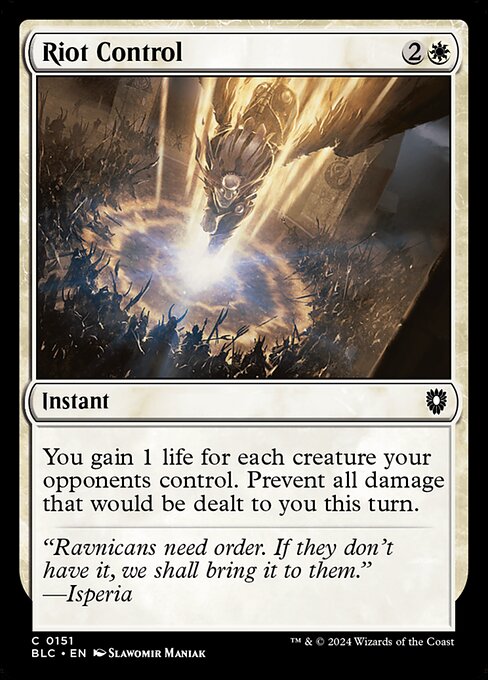 Riot Control 2
Instant
You gain 1 life for each creature your
opponents control. Prevent all damage
that would be dealt to you this turn.
“Ravnicans need order. If they don’t
have it, we shall bring it to them.”
—Isperia
C 0151
BLC • EN Slawomir Maniak
™ & © 2024 Wizards of the Coast